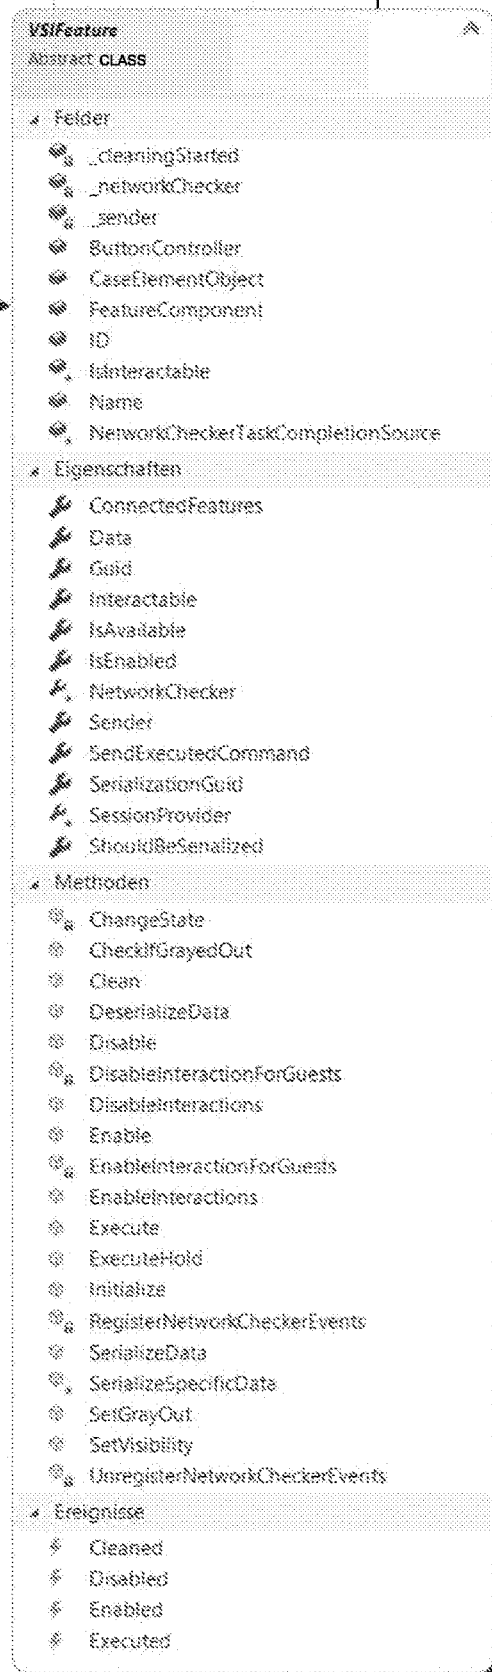 VSIFeature
Abstract CLASS
Felder
_cleaningStarted
_networkChecker
_sender
ButtonController
CaseElementObject
FeatureComponent
ID
IsInteractable
Name
NetworkCheckerTaskCompletionSource
Eigenschaften
ConnectedFeatures
Data
Guid
Interactable
IsAvailable
IsEnabled
NetworkChecker
Sender
SendExecutedCommand
SerializationGuid
SessionProvider
ShouldBeSerialized
Methoden
ChangeState
CheckIfGrayedOut
Clean
DeserializeData
Disable
DisableInteractionForGuests
DisableInteractions
Enable
EnableInteractionForGuests
EnableInteractions
Execute
ExecuteHold
Initialize
RegisterNetworkCheckerEvents
SerializeData
SerializeSpecificData
SetGrayOut
SetVisibility
UnregisterNetworkCheckerEvents
Ereignisse
Cleaned
Disabled
Enabled
Executed